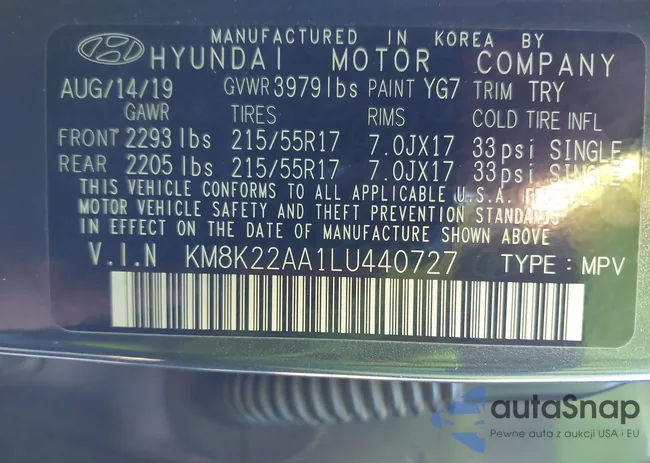 MANUFACTURED IN KOREA BY
HYUNDAI MOTOR COMPANY
AUG/14/19 GVWR 3979 lbs PAINT YG7 TRIM TRY
GAWR TIRES RIMS COLD TIRE INFL
FRONT 2293 lbs 215/55R17 7.0JX17 33 psi SINGLE
REAR 2205 lbs 215/55R17 7.0JX17 33 psi SINGLE
THIS VEHICLE CONFORMS TO ALL APPLICABLE U.S.A.
MOTOR VEHICLE SAFETY AND THEFT PREVENTION STANDARDS
IN EFFECT ON THE DATE OF MANUFACTURE SHOWN ABOVE
V.I.N KM8K22AA1LU440727 TYPE : MPV
autoSnap
Pewne auta z aukcji USA i EU